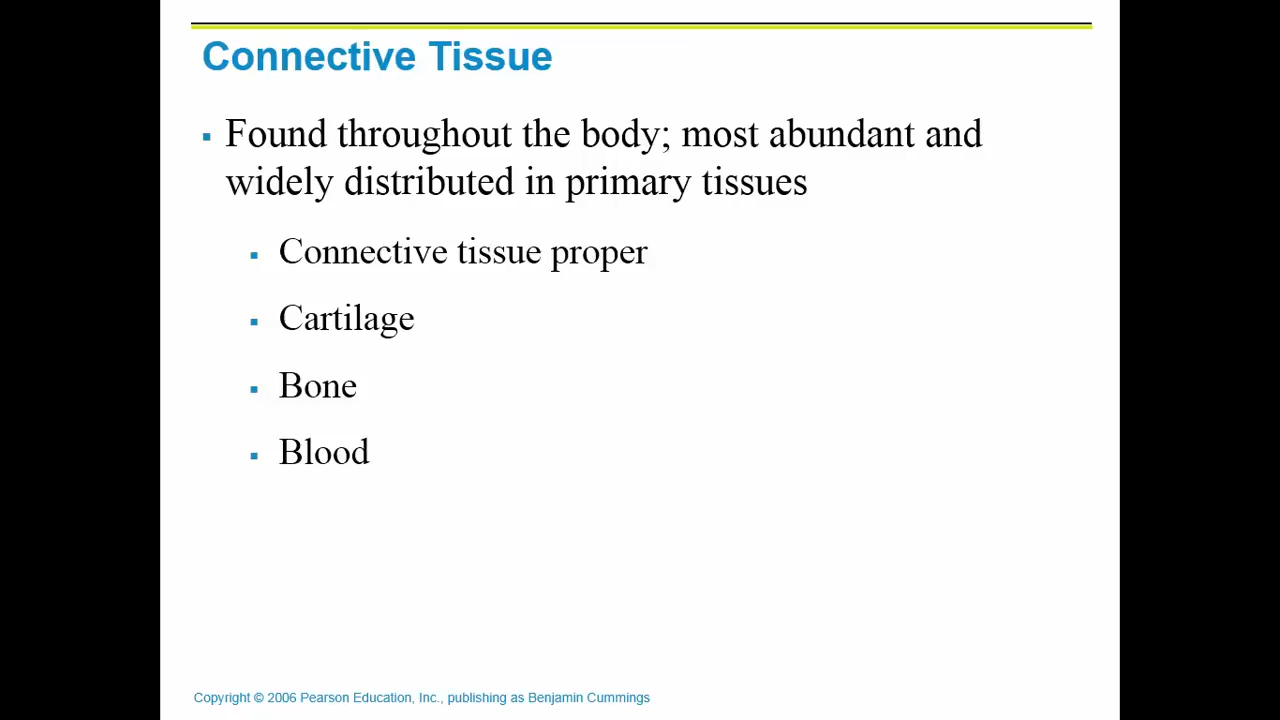 Connective Tissue
▪ Found throughout the body; most abundant and
widely distributed in primary tissues
▪ Connective tissue proper
▪ Cartilage
▪ Bone
▪ Blood
Copyright © 2006 Pearson Education, Inc., publishing as Benjamin Cummings